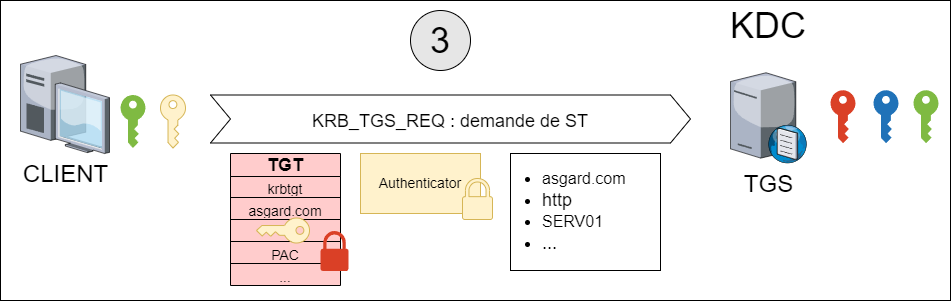 3
KDC
KRB_TGS_REQ : demande de ST
CLIENT
TGS
TGT
krbtgt
asgard.com
PAC
...
Authenticator
• asgard.com
• http
• SERV01
• ...